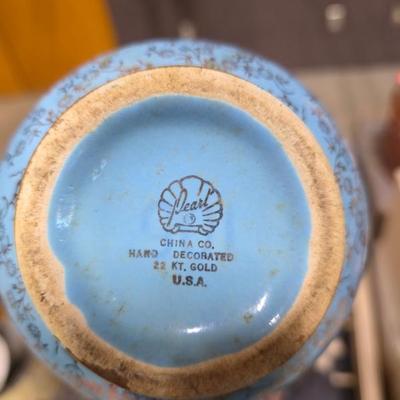 Pearl
CHINA CO.
HAND DECORATED
22 KT. GOLD
U.S.A.